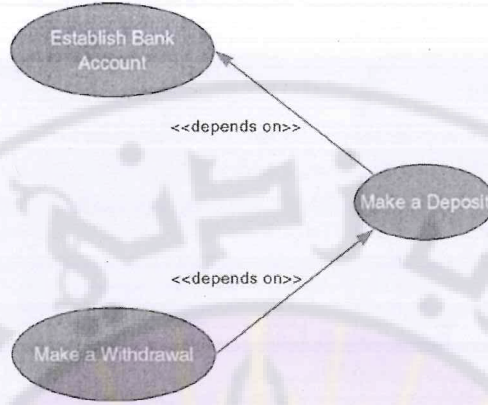 Establish Bank
Account
<<depends on>>
Make a Deposit
<<depends on>>
Make a Withdrawal